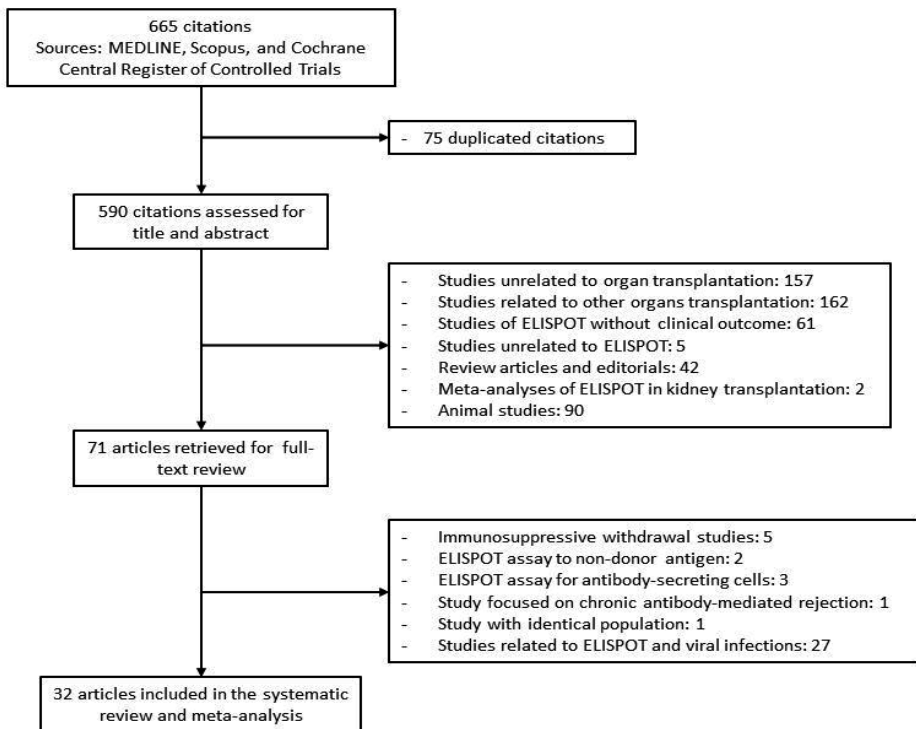 665 citations
Sources: MEDLINE, Scopus, and Cochrane
Central Register of Controlled Trials
- 75 duplicated citations
590 citations assessed for
title and abstract
- Studies unrelated to organ transplantation: 157
- Studies related to other organs transplantation: 162
- Studies of ELISPOT without clinical outcome: 61
- Studies unrelated to ELISPOT: 5
- Review articles and editorials: 42
- Meta-analyses of ELISPOT in kidney transplantation: 2
- Animal studies: 90
71 articles retrieved for full-
text review
- Immunosuppressive withdrawal studies: 5
- ELISPOT assay to non-donor antigen: 2
- ELISPOT assay for antibody-secreting cells: 3
- Study focused on chronic antibody-mediated rejection: 1
- Study with identical population: 1
- Studies related to ELISPOT and viral infections: 27
32 articles included in the systematic
review and meta-analysis